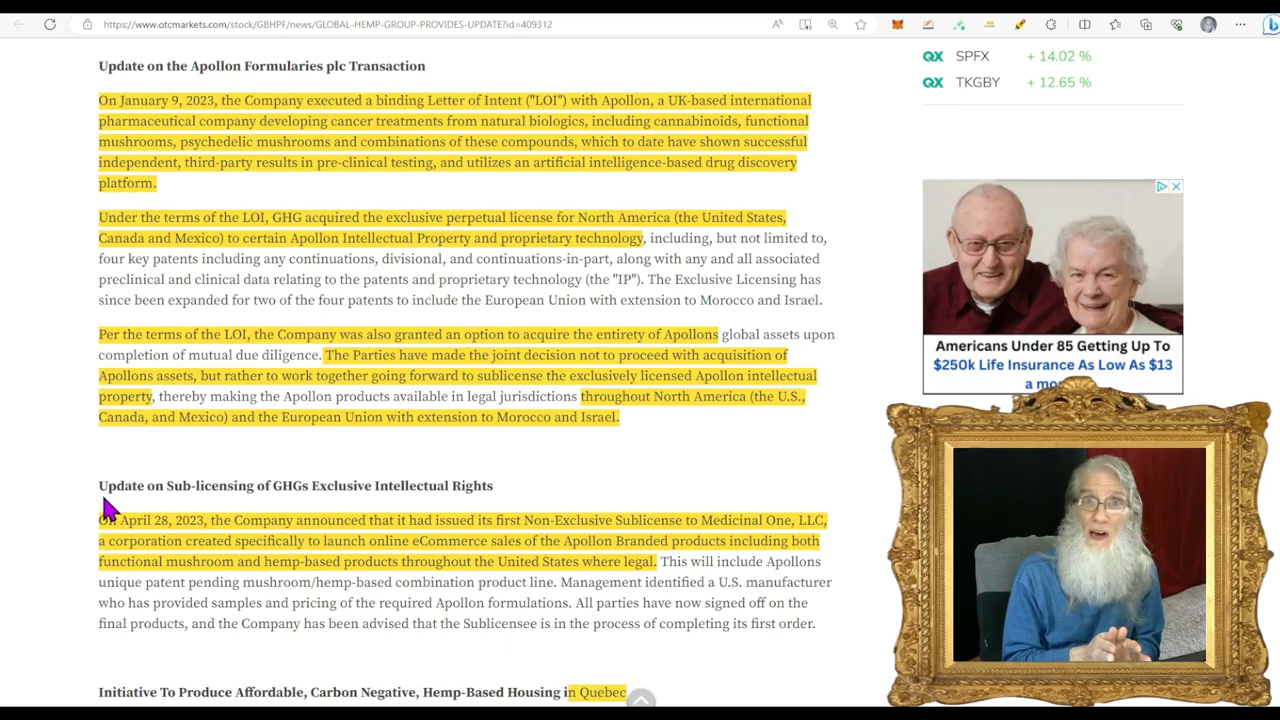 https://www.otcmarkets.com/stock/GBHPF/news/GLOBAL-HEMP-GROUP-PROVIDES-UPDATE?id=409312
Update on the Apollon Formularies plc Transaction
On January 9, 2023, the Company executed a binding Letter of Intent ("LOI") with Apollon, a UK-based international
pharmaceutical company developing cancer treatments from natural biologics, including cannabinoids, functional
mushrooms, psychedelic mushrooms and combinations of these compounds, which to date have shown successful
independent, third-party results in pre-clinical testing, and utilizes an artificial intelligence-based drug discovery
platform.
Under the terms of the LOI, GHG acquired the exclusive perpetual license for North America (the United States,
Canada and Mexico) to certain Apollon Intellectual Property and proprietary technology, including, but not limited to,
four key patents including any continuations, divisional, and continuations-in-part, along with any and all associated
preclinical and clinical data relating to the patents and proprietary technology (the "IP"). The Exclusive Licensing has
since been expanded for two of the four patents to include the European Union with extension to Morocco and Israel.
Per the terms of the LOI, the Company was also granted an option to acquire the entirety of Apollons global assets upon
completion of mutual due diligence. The Parties have made the joint decision not to proceed with acquisition of
Apollons assets, but rather to work together going forward to sublicense the exclusively licensed Apollon intellectual
property, thereby making the Apollon products available in legal jurisdictions throughout North America (the U.S.,
Canada, and Mexico) and the European Union with extension to Morocco and Israel.
Update on Sub-licensing of GHGs Exclusive Intellectual Rights
On April 28, 2023, the Company announced that it had issued its first Non-Exclusive Sublicense to Medicinal One, LLC,
a corporation created specifically to launch online eCommerce sales of the Apollon Branded products including both
functional mushroom and hemp-based products throughout the United States where legal. This will include Apollons
unique patent pending mushroom/hemp-based combination product line. Management identified a U.S. manufacturer
who has provided samples and pricing of the required Apollon formulations. All parties have now signed off on the
final products, and the Company has been advised that the Sublicensee is in the process of completing its first order.
Initiative To Produce Affordable, Carbon Negative, Hemp-Based Housing in Quebec
QX SPFX + 14.02 %
QX TKGBY + 12.65 %
Americans Under 85 Getting Up To
$250k Life Insurance As Low As $13
a